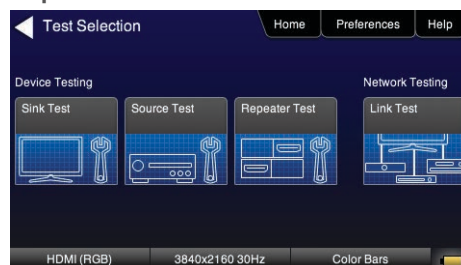 Test Selection
Home
Preferences
Help
Device Testing
Network Testing
Sink Test
Source Test
Repeater Test
Link Test
HDMI (RGB)
3840x2160 30Hz
Color Bars